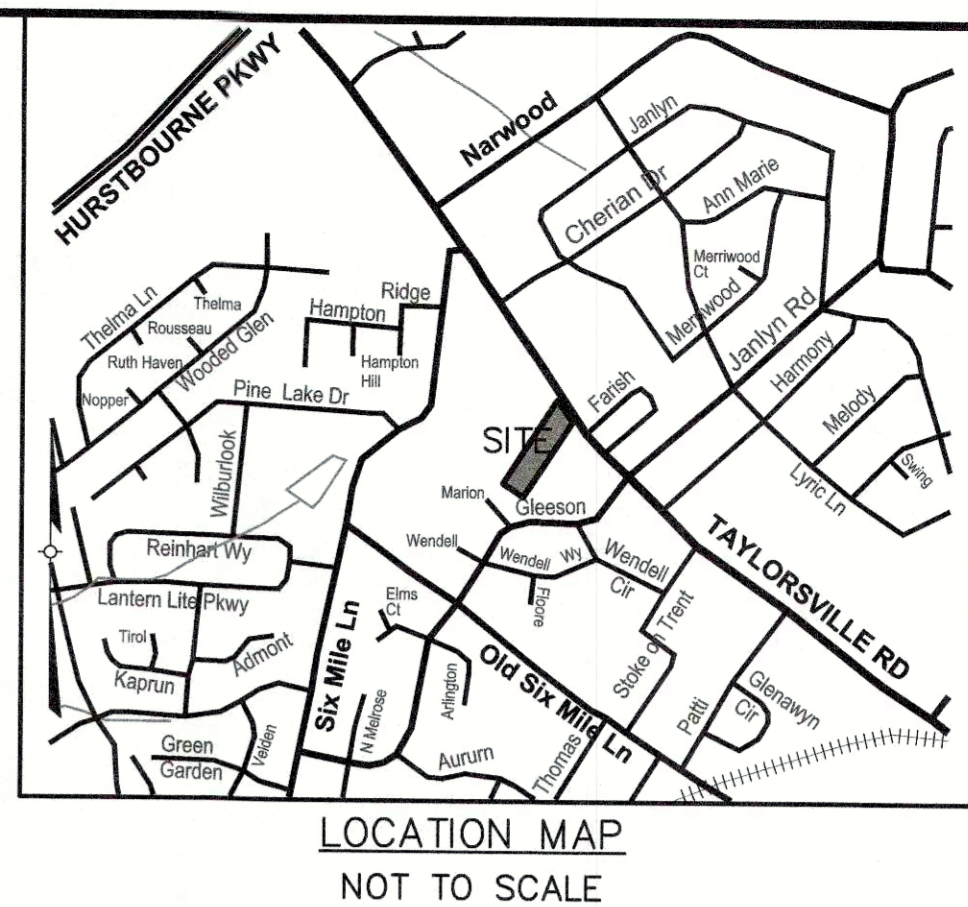 HURSTBOURNE PKWY
Narwood
Janlyn
Cherian Dr
Ann Marie
Merriwood
Ct
Merriwood
Janlyn Rd
Harmony
Melody
Swing
Lyric Ln
Thelma Ln
Thelma
Rousseau
Ruth Haven
Wooded Glen
Nopper
Hampton
Ridge
Hampton
Hill
Pine Lake Dr
Wilburlook
Farish
SITE
Marion
Gleeson
Wendell
Wendell Wy
Wendell
Cir
Floore
Reinhart Wy
Lantern Lite Pkwy
Tirol
Kaprun
Admont
Elms
Ct
Six Mile Ln
Old Six Mile Ln
Stoke on Trent
TAYLORSVILLE RD
Patti
Glenawyn
Cir
Green
Garden
Velden
N Melrose
Arlington
Aururn
Thomas
LOCATION MAP
NOT TO SCALE